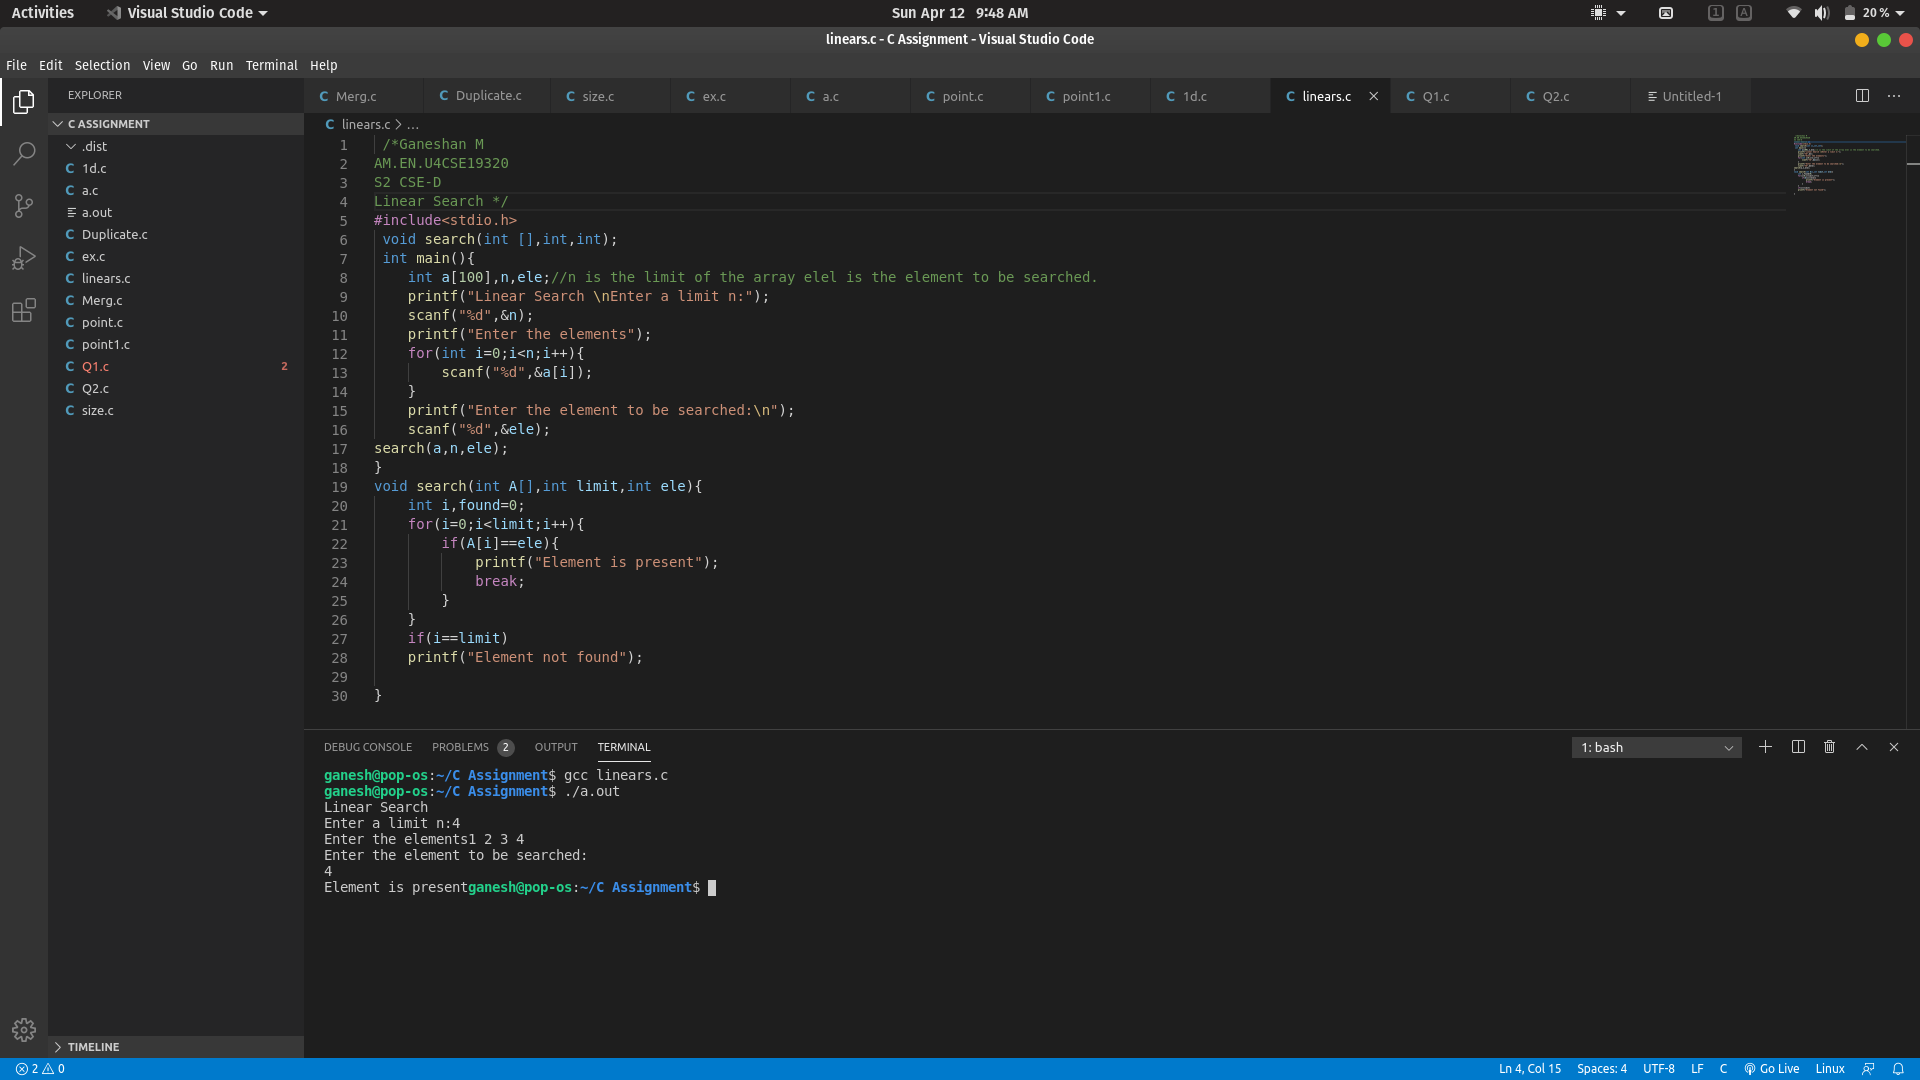 Activities Visual Studio Code Sun Apr 12 9:48 AM 1 A 20 %
linears.c - C Assignment - Visual Studio Code
File Edit Selection View Go Run Terminal Help
EXPLORER
C ASSIGNMENT
.dist
C 1d.c
C a.c
a.out
C Duplicate.c
C ex.c
C linears.c
C Merg.c
C point.c
C point1.c
C Q1.c 2
C Q2.c
C size.c
TIMELINE
C Merg.c C Duplicate.c C size.c C ex.c C a.c C point.c C point1.c C 1d.c C linears.c C Q1.c C Q2.c Untitled-1
C linears.c > ...
1 /*Ganeshan M
2 AM.EN.U4CSE19320
3 S2 CSE-D
4 Linear Search */
5 #include<stdio.h>
6 void search(int [],int,int);
7 int main(){
8 int a[100],n,ele;//n is the limit of the array elel is the element to be searched.
9 printf("Linear Search \nEnter a limit n:");
10 scanf("%d",&n);
11 printf("Enter the elements");
12 for(int i=0;i<n;i++){
13 scanf("%d",&a[i]);
14 }
15 printf("Enter the element to be searched:\n");
16 scanf("%d",&ele);
17 search(a,n,ele);
18 }
19 void search(int A[],int limit,int ele){
20 int i,found=0;
21 for(i=0;i<limit;i++){
22 if(A[i]==ele){
23 printf("Element is present");
24 break;
25 }
26 }
27 if(i==limit)
28 printf("Element not found");
29
30 }
DEBUG CONSOLE PROBLEMS 2 OUTPUT TERMINAL 1: bash
ganesh@pop-os:~/C Assignment$ gcc linears.c
ganesh@pop-os:~/C Assignment$ ./a.out
Linear Search
Enter a limit n:4
Enter the elements1 2 3 4
Enter the element to be searched:
4
Element is presentganesh@pop-os:~/C Assignment$
2 0 Ln 4, Col 15 Spaces: 4 UTF-8 LF C Go Live Linux